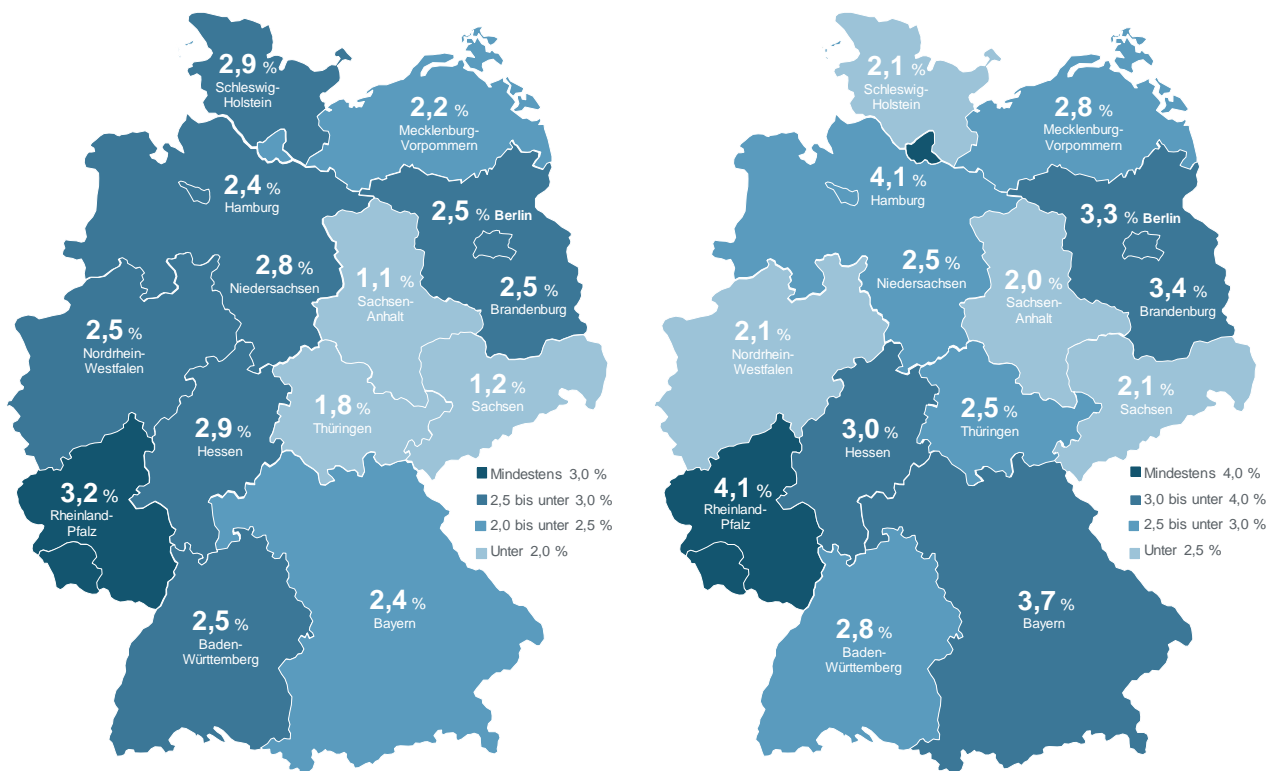 2,9 %
Schleswig-
Holstein
2,2 %
Mecklenburg-
Vorpommern
2,4 %
Hamburg
2,5 % Berlin
2,8 %
Niedersachsen
1,1 %
Sachsen-
Anhalt
2,5 %
Brandenburg
2,5 %
Nordrhein-
Westfalen
1,2 %
Sachsen
1,8 %
Thüringen
2,9 %
Hessen
3,2 %
Rheinland-
Pfalz
2,5 %
Baden-
Württemberg
2,4 %
Bayern
Mindestens 3,0 %
2,5 bis unter 3,0 %
2,0 bis unter 2,5 %
Unter 2,0 %
2,1 %
Schleswig-
Holstein
2,8 %
Mecklenburg-
Vorpommern
4,1 %
Hamburg
3,3 % Berlin
2,5 %
Niedersachsen
2,0 %
Sachsen-
Anhalt
3,4 %
Brandenburg
2,1 %
Nordrhein-
Westfalen
2,1 %
Sachsen
2,5 %
Thüringen
3,0 %
Hessen
4,1 %
Rheinland-
Pfalz
2,8 %
Baden-
Württemberg
3,7 %
Bayern
Mindestens 4,0 %
3,0 bis unter 4,0 %
2,5 bis unter 3,0 %
Unter 2,5 %